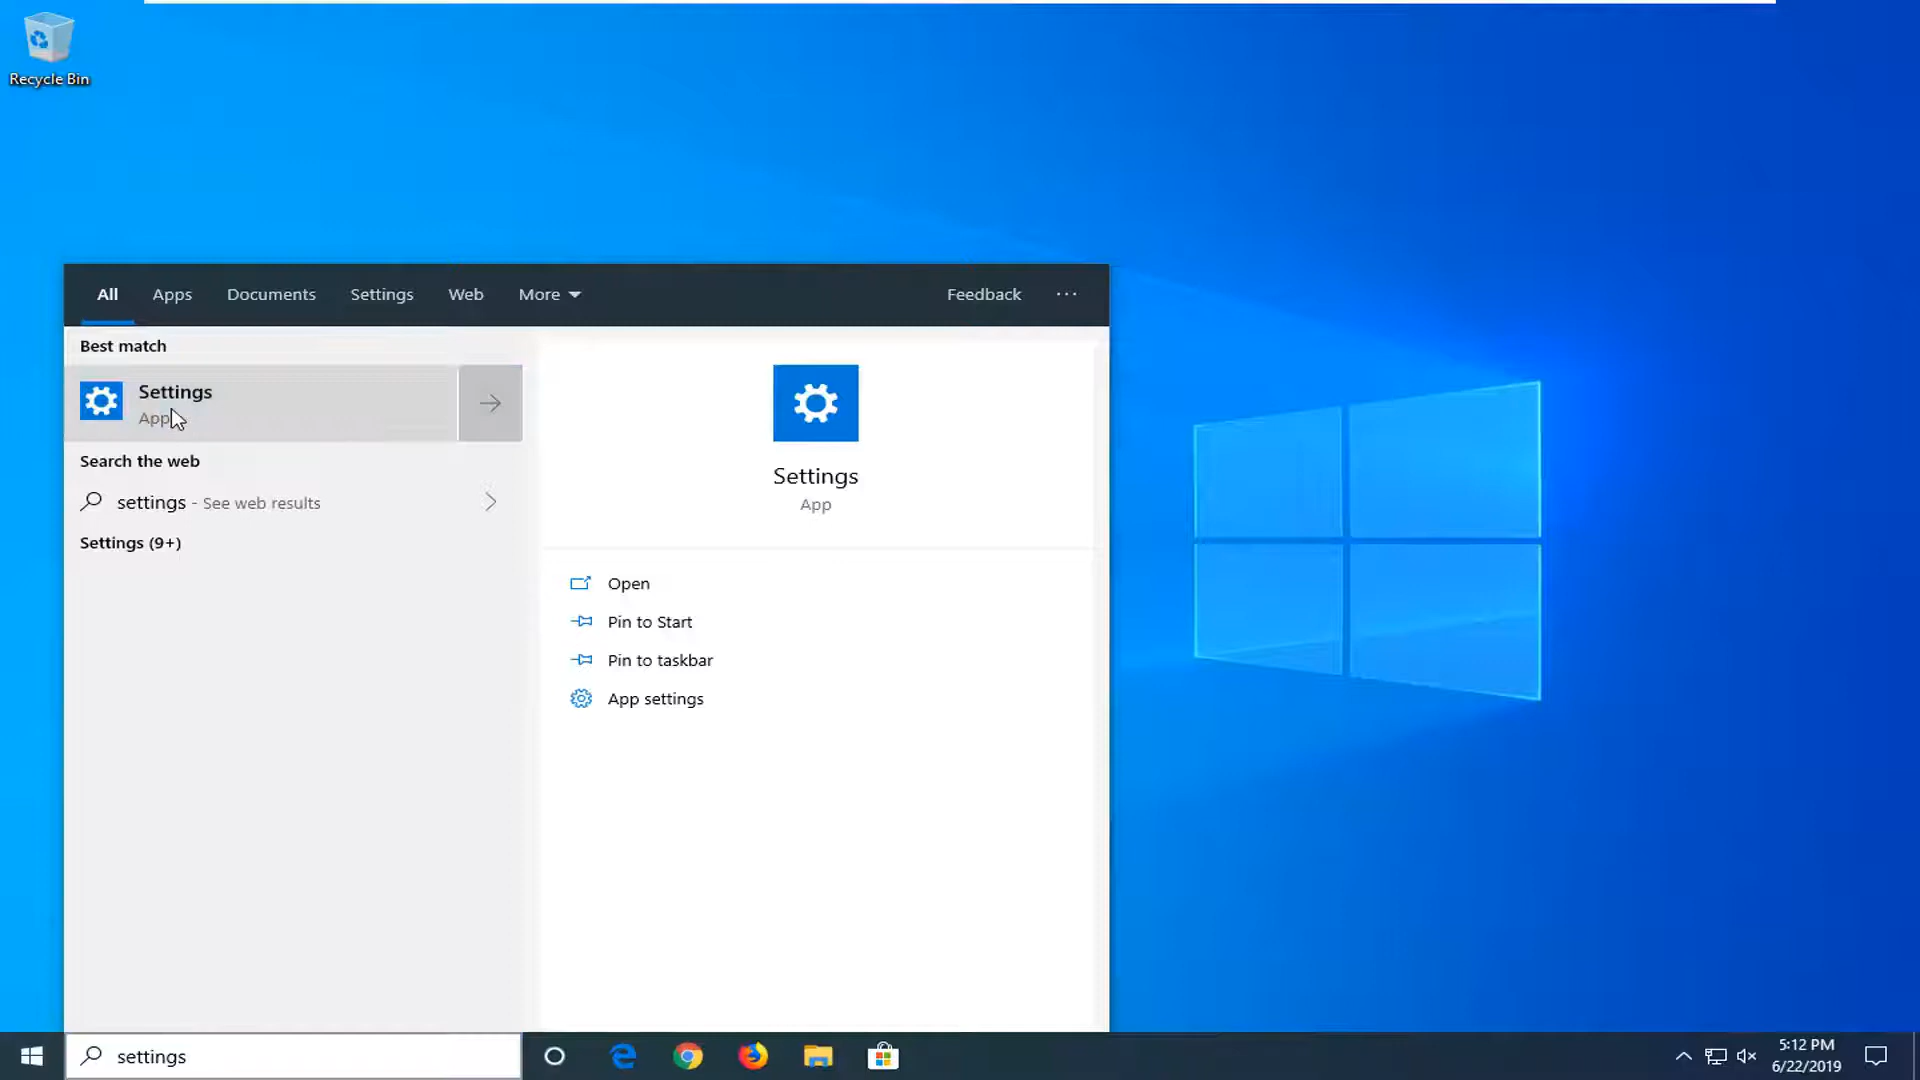 Recycle Bin
All Apps Documents Settings Web More Feedback
Best match
Settings
App
Search the web
settings - See web results
Settings (9+)
Settings
App
Open
Pin to Start
Pin to taskbar
App settings
settings
5:12 PM
6/22/2019